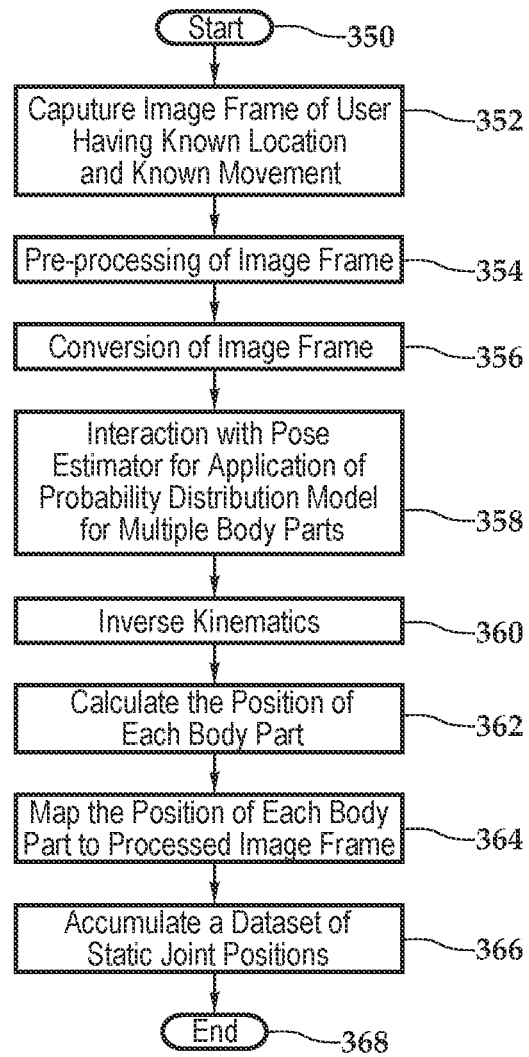 Start
350
Caputure Image Frame of User
Having Known Location
and Known Movement
352
Pre-processing of Image Frame
354
Conversion of Image Frame
356
Interaction with Pose
Estimator for Application of
Probability Distribution Model
for Multiple Body Parts
358
Inverse Kinematics
360
Calculate the Position of
Each Body Part
362
Map the Position of Each Body
Part to Processed Image Frame
364
Accumulate a Dataset of
Static Joint Positions
366
End
368